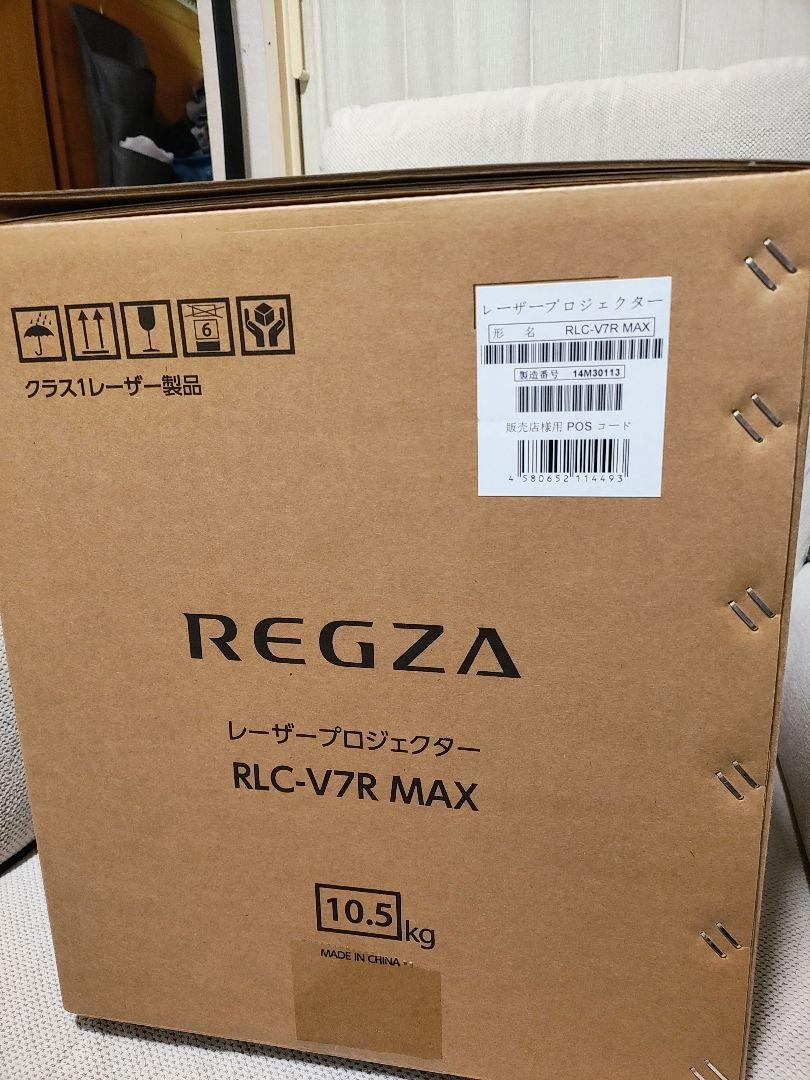 6
クラス1レーザー製品
レーザープロジェクター
形 名 RLC-V7R MAX
製造番号 14M30113
販売店様用 POS コード
4 580652 114493
REGZA
レーザープロジェクター
RLC-V7R MAX
10.5kg
MADE IN CHINA